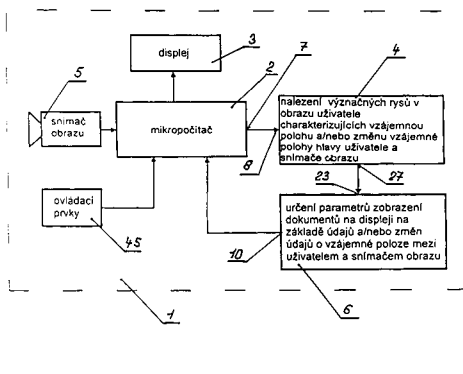 3
displej
2
7
4
5
snímač
obrazu
mikropočítač
8
nalezení význačných rysů v
obrazu uživatele
charakterizujících vzájemnou
polohu a/nebo změnu vzájemné
polohy hlavy uživatele a
snímače obrazu
23
27
ovládací
prvky
45
10
určení parametrů zobrazení
dokumentů na displeji na
základě údajů a/nebo změn
údajů o vzájemné poloze mezi
uživatelem a snímačem obrazu
1
6